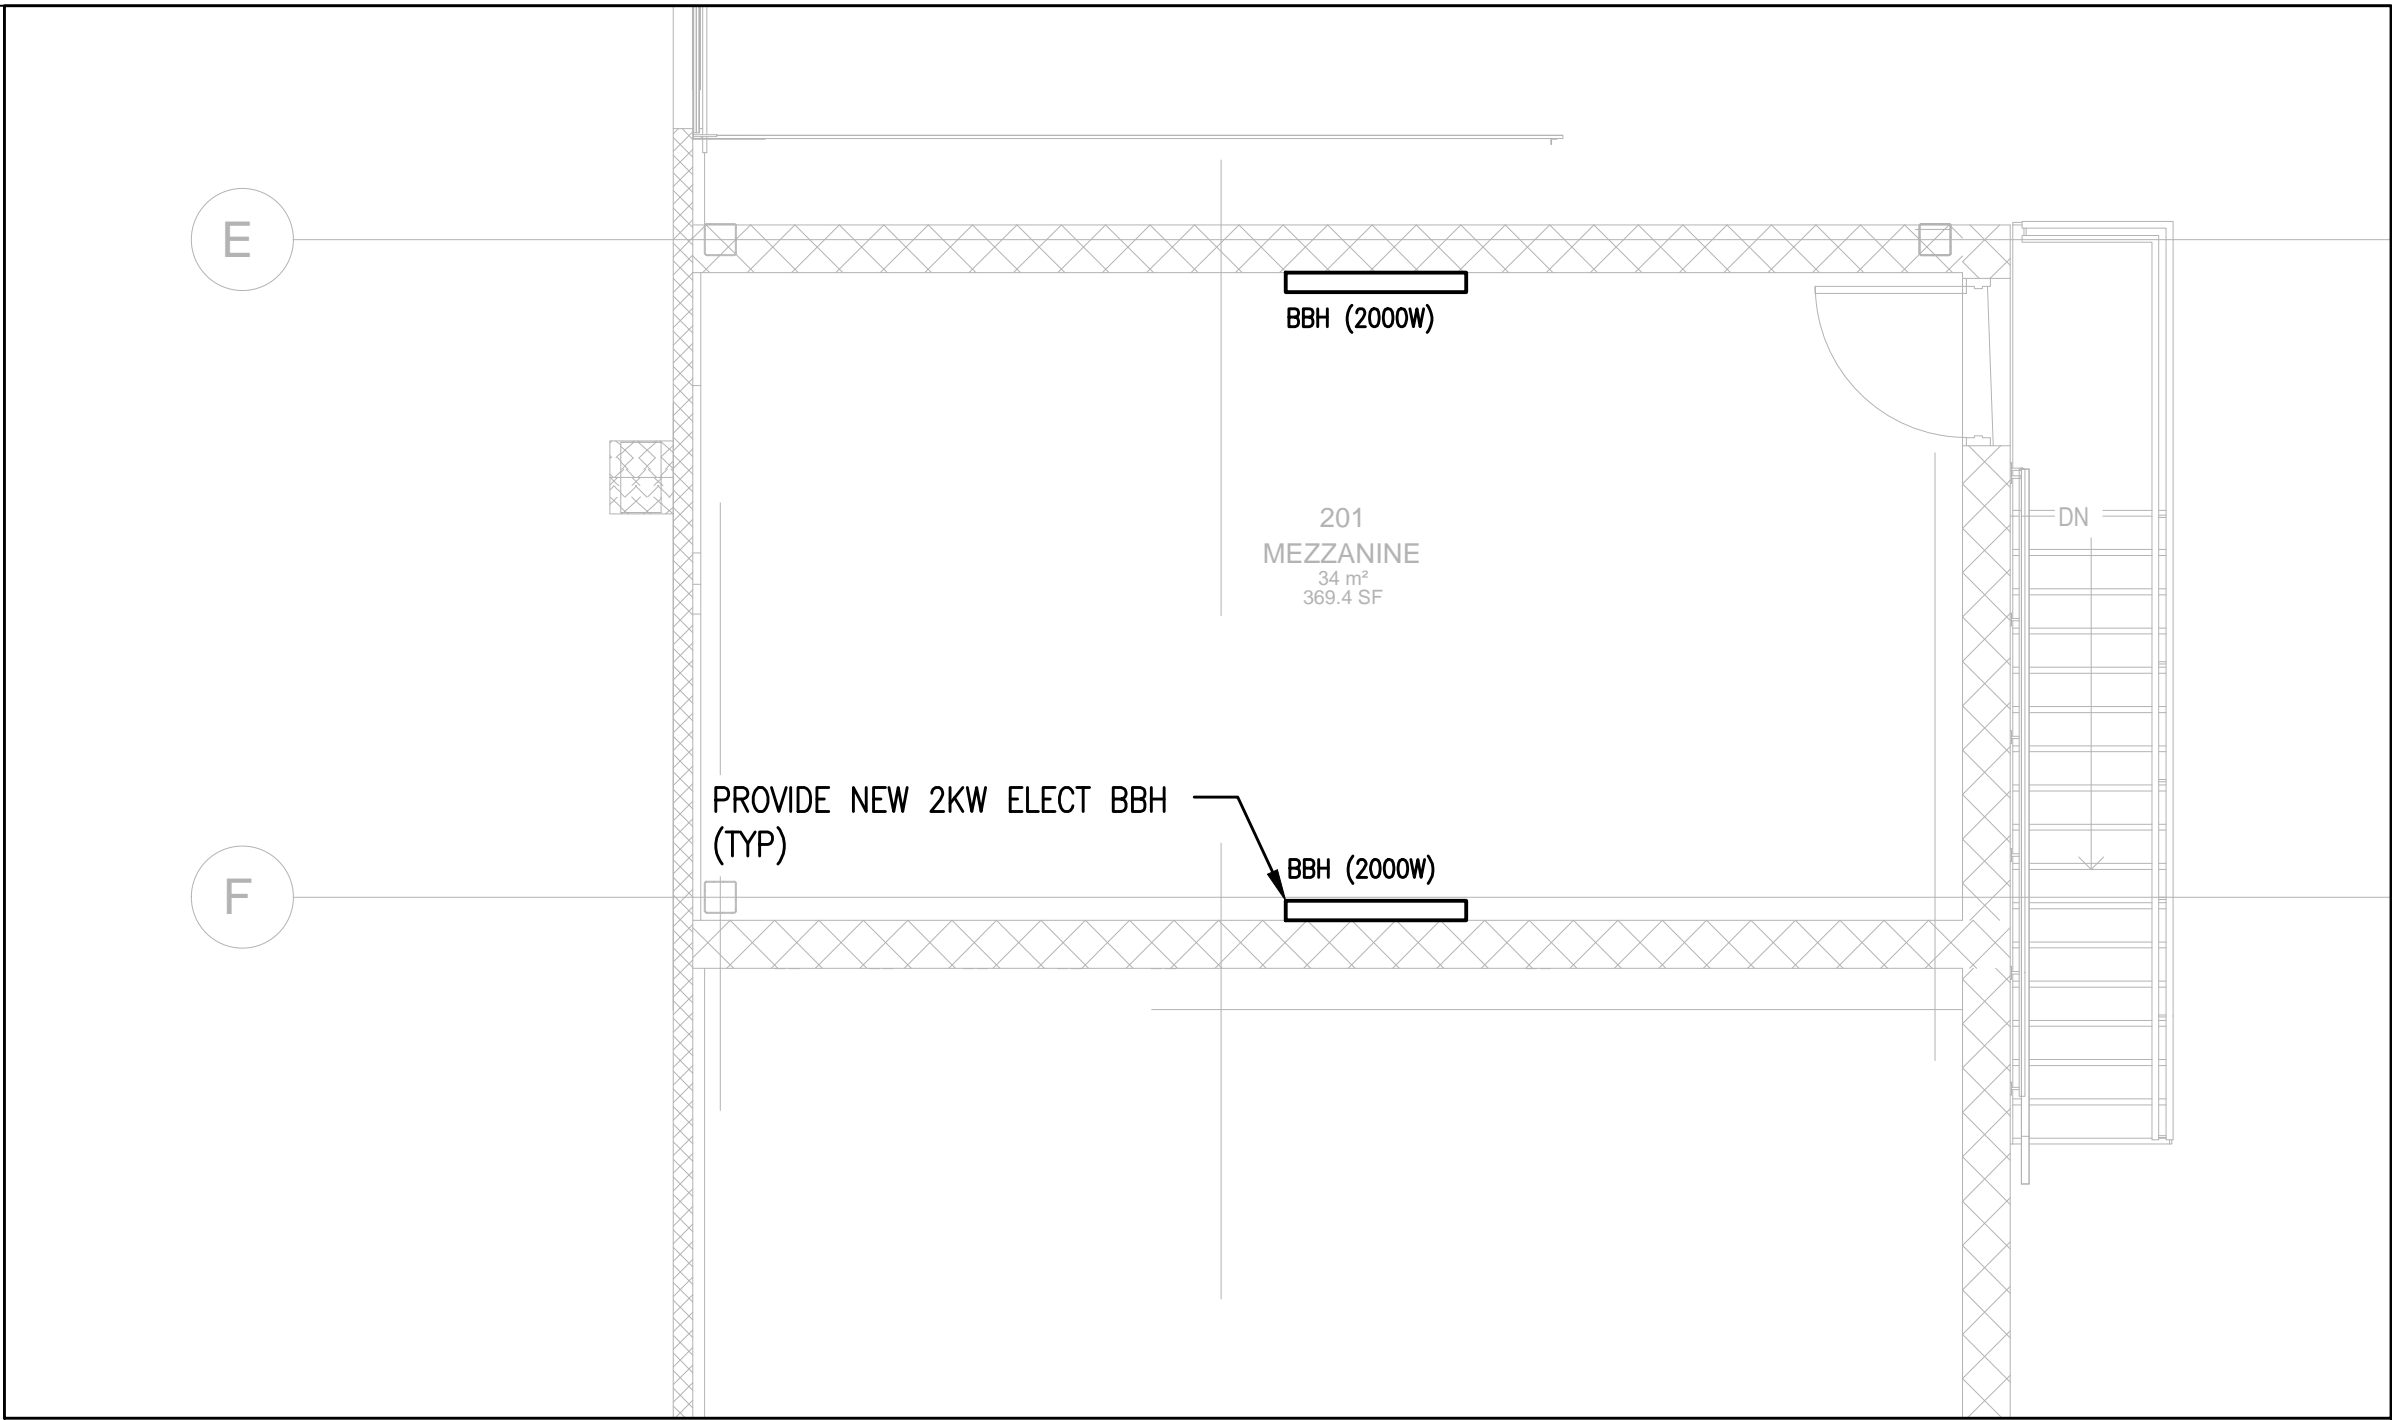 E
BBH (2000W)
201
MEZZANINE
34 m²
369.4 SF
DN
PROVIDE NEW 2KW ELECT BBH
(TYP)
BBH (2000W)
F